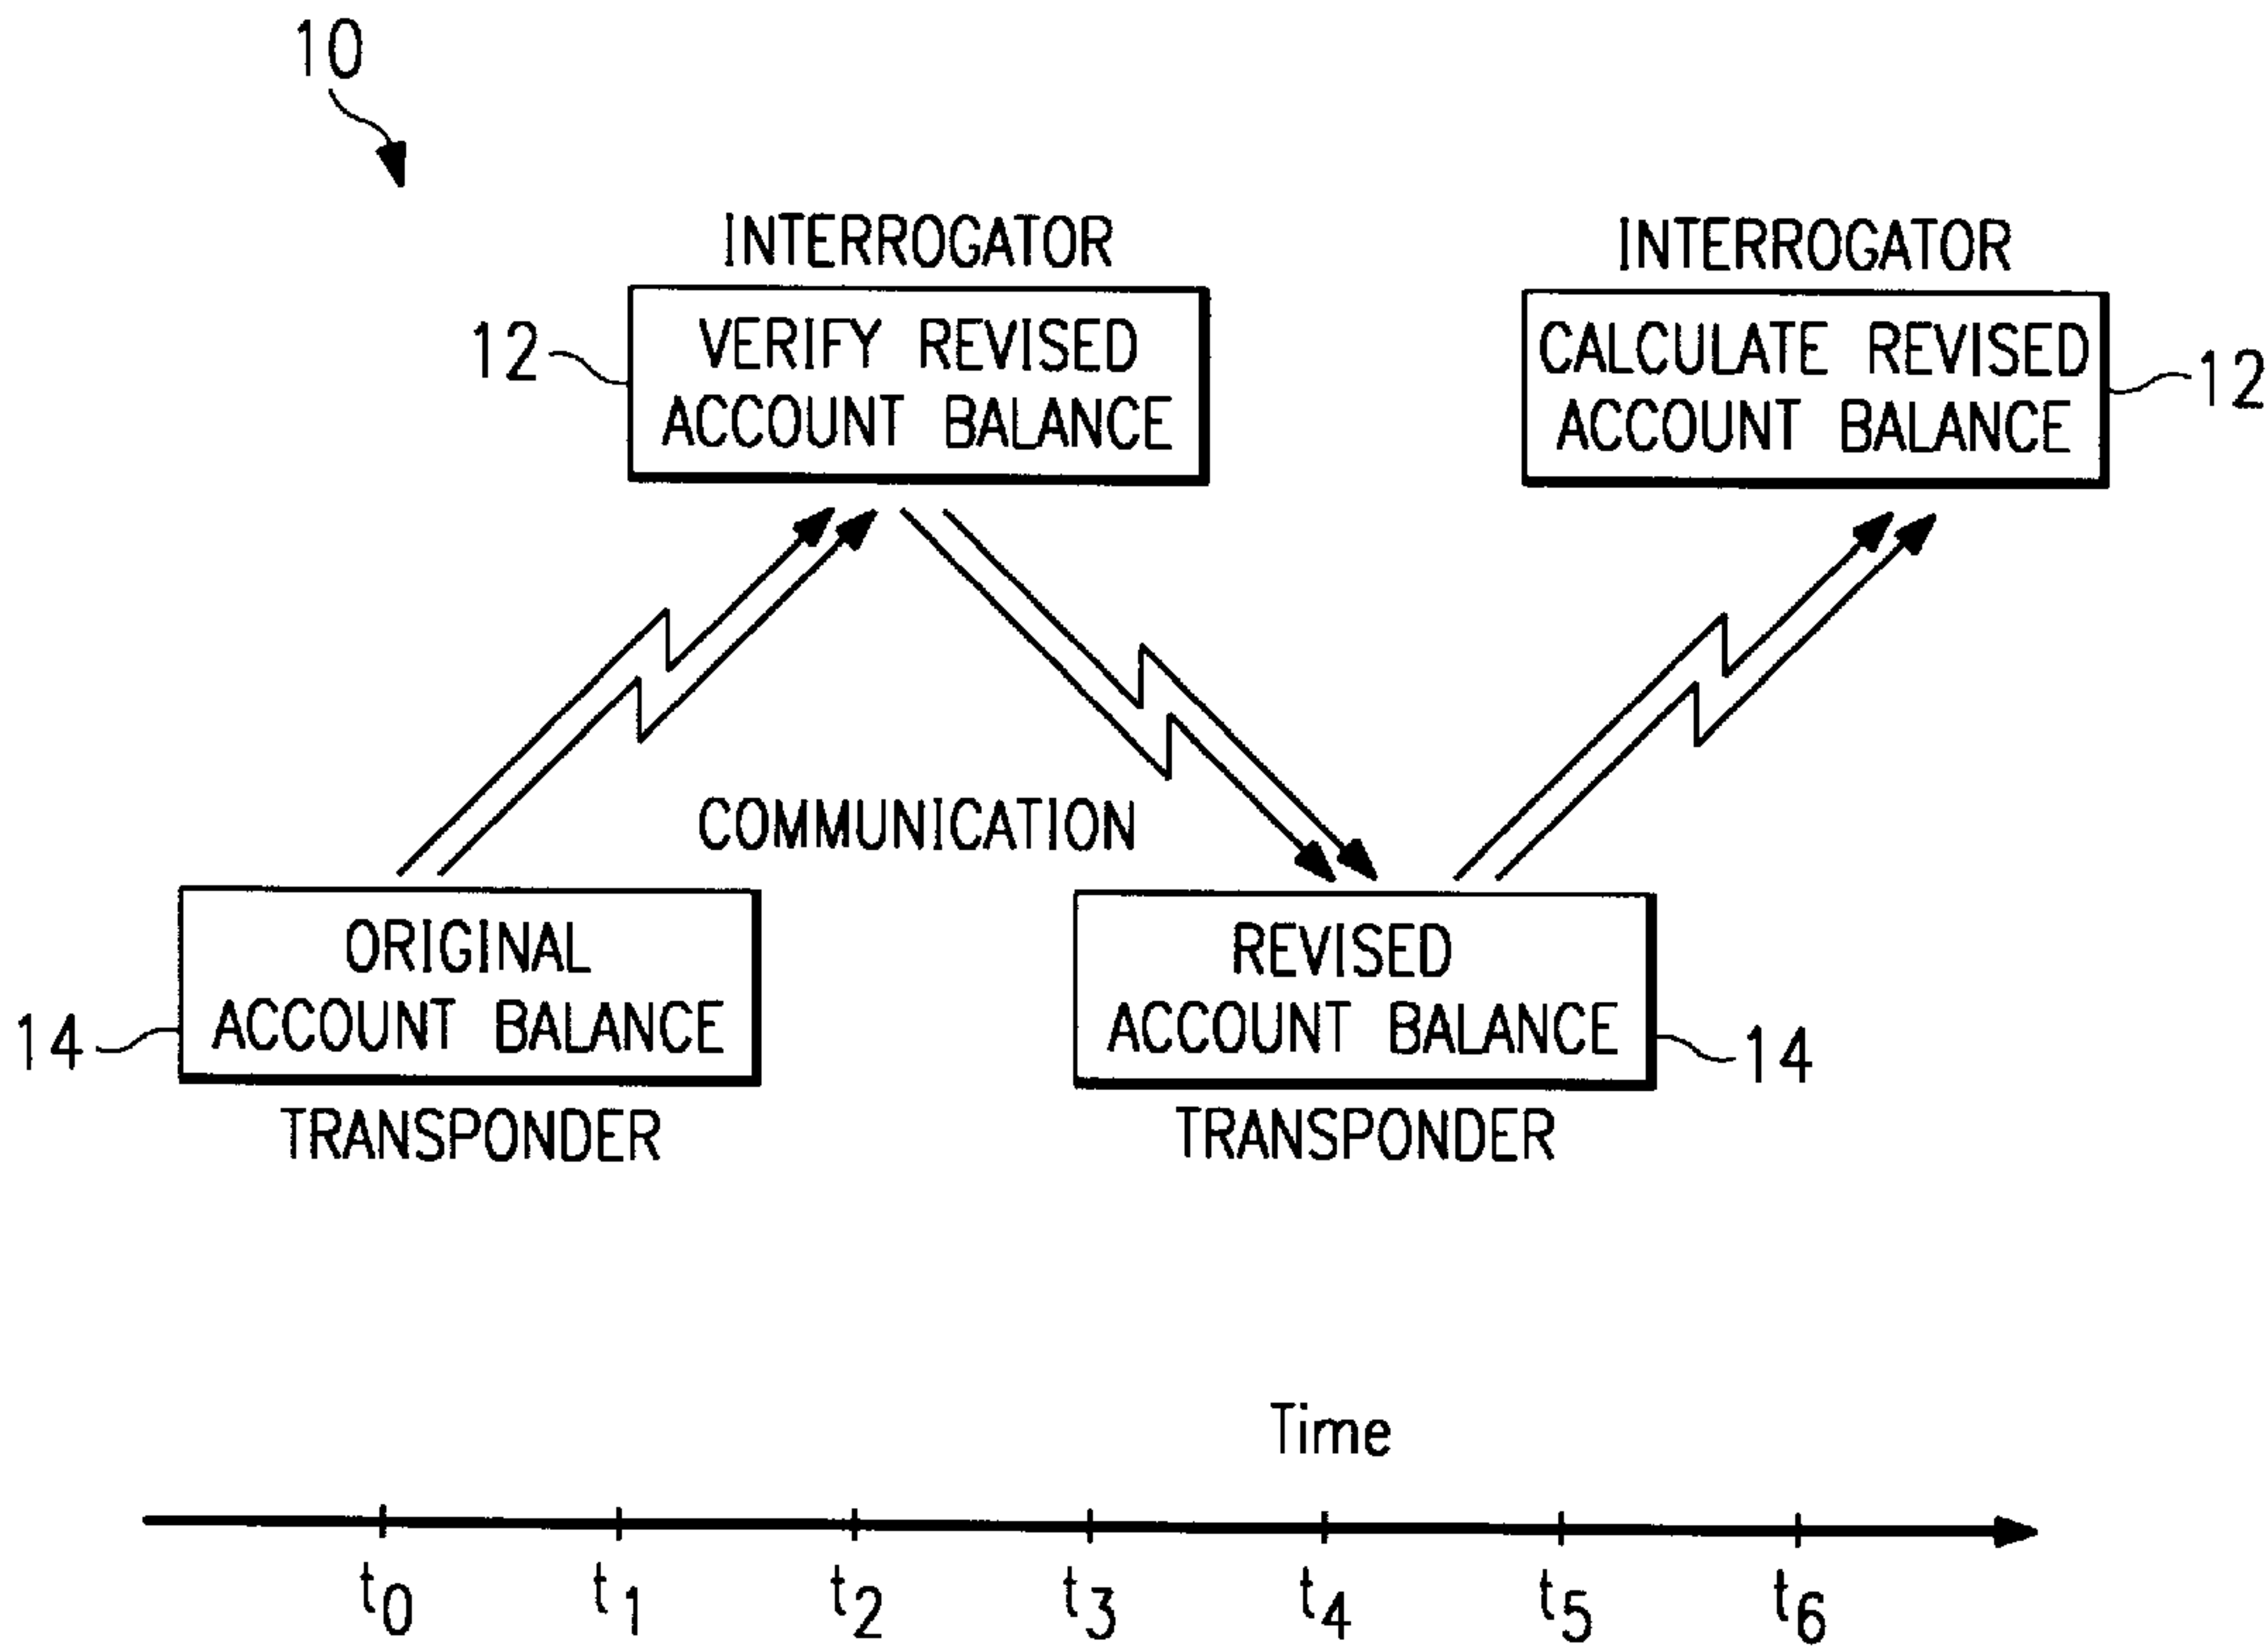 10
INTERROGATOR
INTERROGATOR
12
VERIFY REVISED
ACCOUNT BALANCE
CALCULATE REVISED
ACCOUNT BALANCE
12
COMMUNICATION
ORIGINAL
ACCOUNT BALANCE
14
TRANSPONDER
REVISED
ACCOUNT BALANCE
14
TRANSPONDER
Time
t0 t1 t2 t3 t4 t5 t6